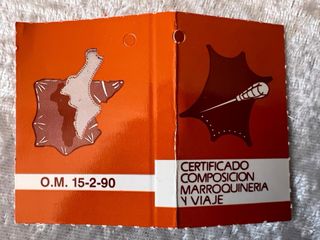 O.M. 15-2-90
CERTIFICADO
COMPOSICION
MARROQUINERIA
Y VIAJE